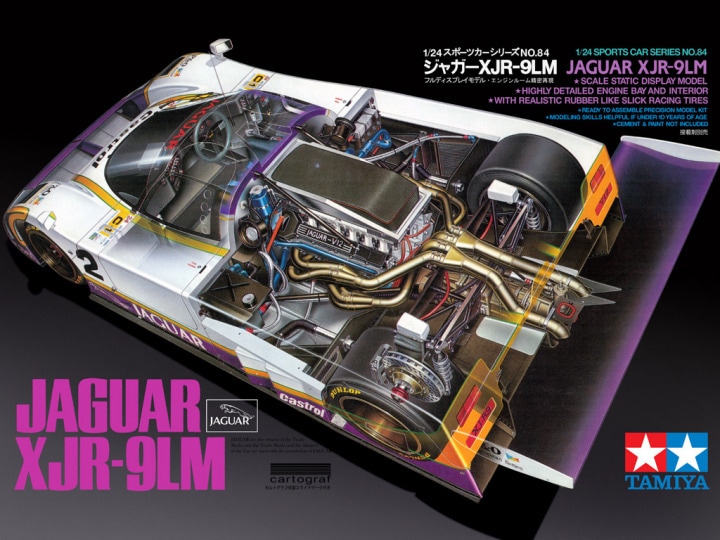 1/24 スポーツカーシリーズ NO.84
ジャガーXJR-9LM
フルディスプレイモデル・エンジンルーム精密再現
1/24 SPORTS CAR SERIES NO.84
JAGUAR XJR-9LM
★SCALE STATIC DISPLAY MODEL
★HIGHLY DETAILED ENGINE BAY AND INTERIOR
★WITH REALISTIC RUBBER LIKE SLICK RACING TIRES
★READY TO ASSEMBLE PRECISION MODEL KIT
★MODELING SKILLS HELPFUL IF UNDER 10 YEARS OF AGE
★CEMENT & PAINT NOT INCLUDED
接着剤別売
Castrol
JAGUAR-V12
2
JAGUAR
Castrol
DUNLOP
JAGUAR
XJR-9LM
JAGUAR
cartograf
TAMIYA